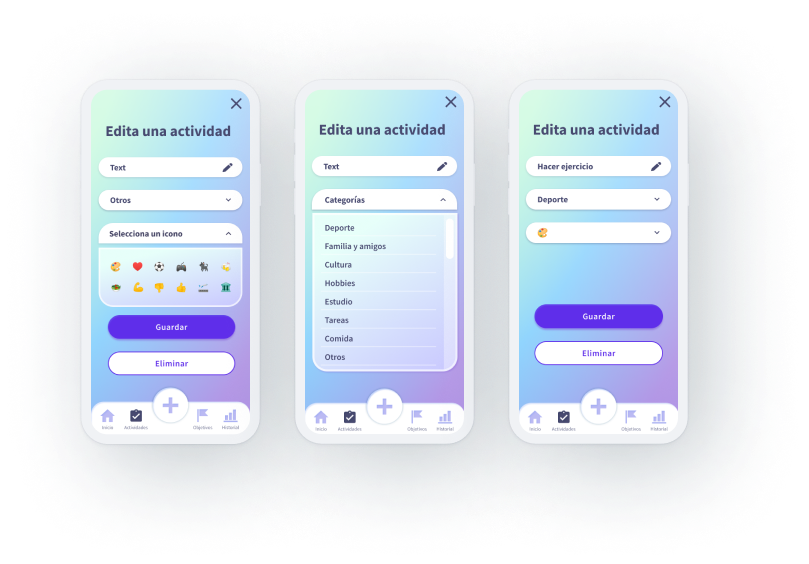 Edita una actividad
Text
Otros
Selecciona un icono
Guardar
Eliminar
Inicio
Actividades
Objetivos
Historial
Edita una actividad
Text
Categorías
Deporte
Familia y amigos
Cultura
Hobbies
Estudio
Tareas
Comida
Otros
Inicio
Actividades
Objetivos
Historial
Edita una actividad
Hacer ejercicio
Deporte
Guardar
Eliminar
Inicio
Actividades
Objetivos
Historial